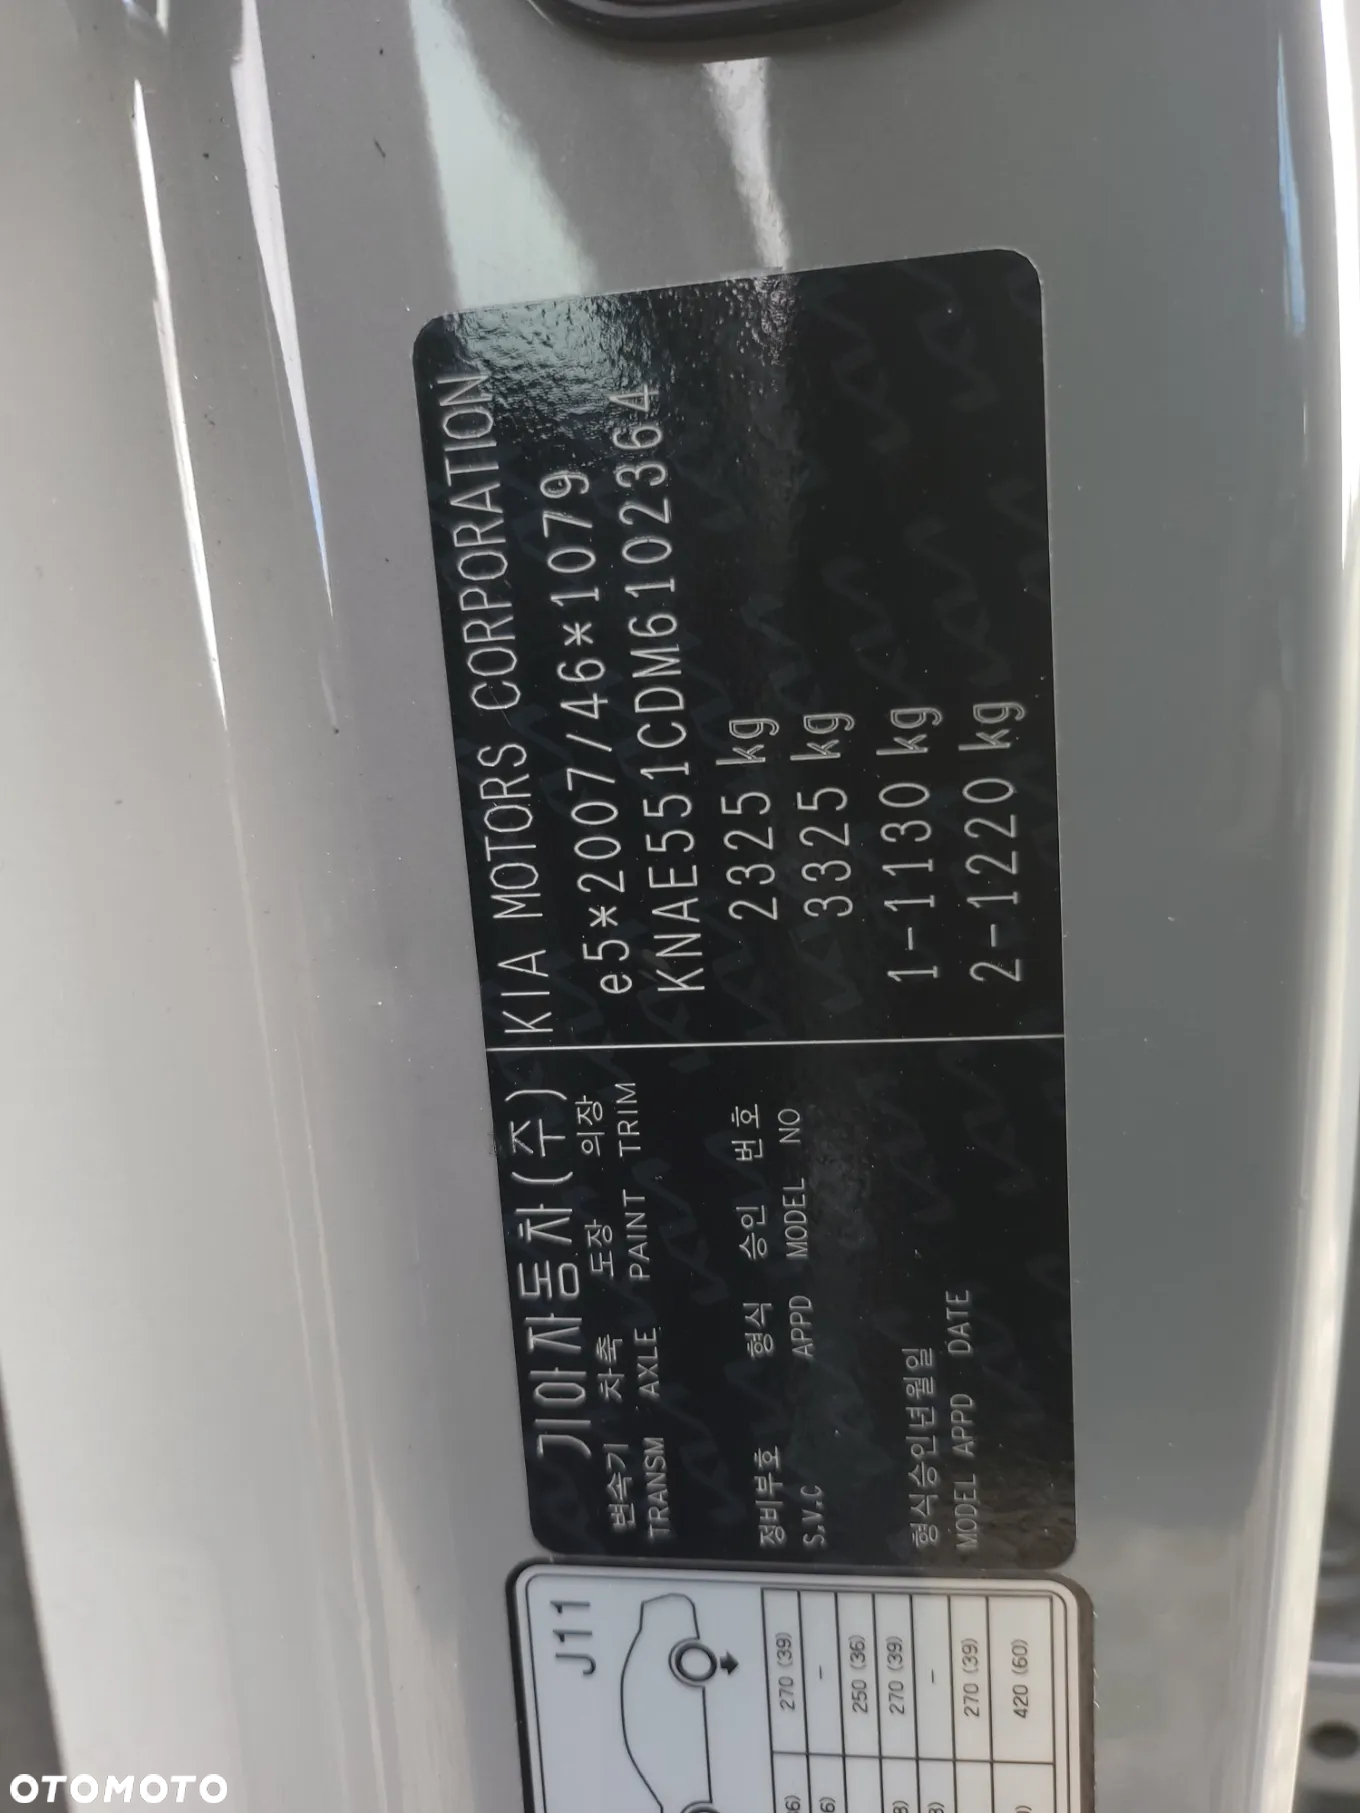 기아자동차(주) KIA MOTORS CORPORATION
변속기 차축 도장 의장
TRANSM AXLE PAINT TRIM
e5*2007/46*1079
KNAE551CDM6102364
정비부호 형식 승인 번호
S.V.C APPD MODEL NO
2325 kg
3325 kg
형식승인년월일
MODEL APPD DATE
1-1130 kg
2-1220 kg
J11
270 (39)
-
250 (36)
270 (39)
-
270 (39)
420 (60)
OTOMOTO